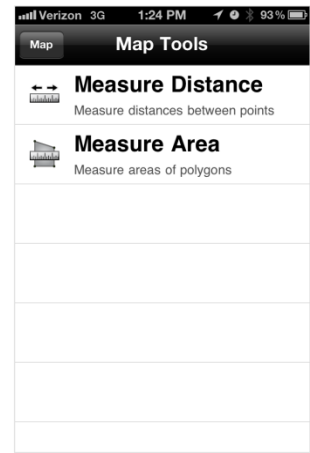 Verizon 3G 1:24 PM 93%
Map Map Tools
Measure Distance
Measure distances between points
Measure Area
Measure areas of polygons